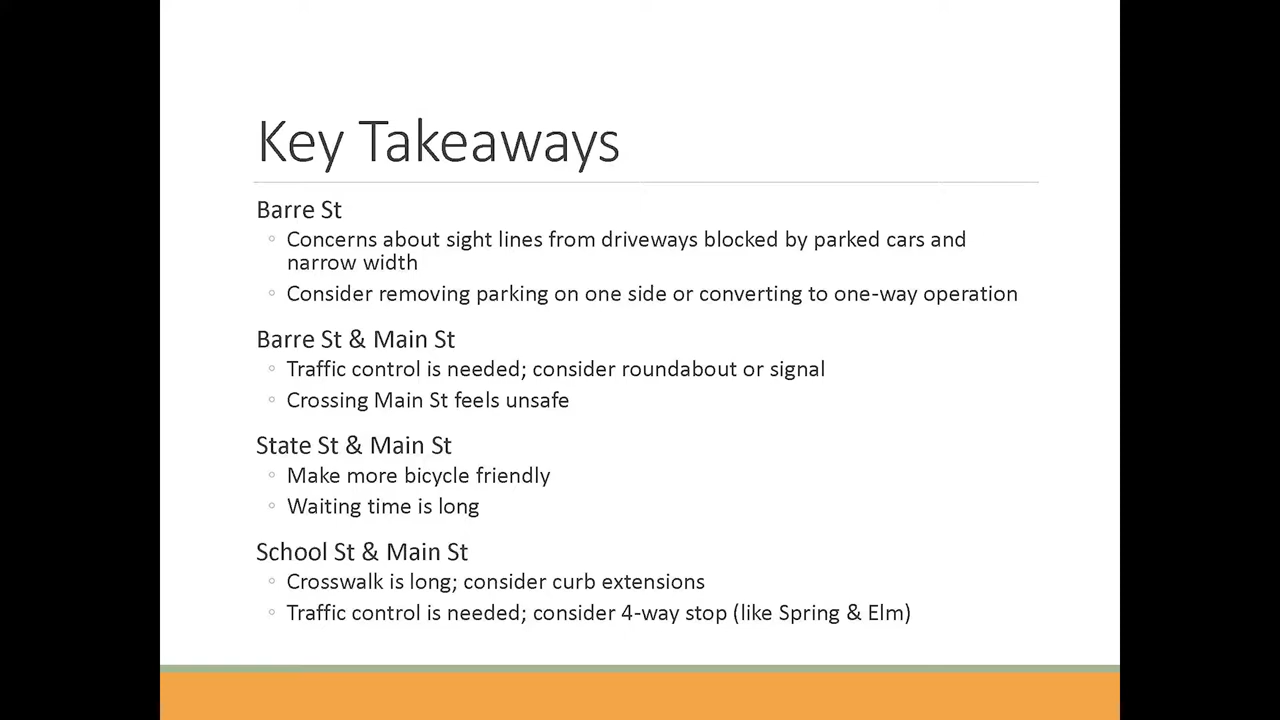 Key Takeaways
Barre St
◦ Concerns about sight lines from driveways blocked by parked cars and
narrow width
◦ Consider removing parking on one side or converting to one-way operation
Barre St & Main St
◦ Traffic control is needed; consider roundabout or signal
◦ Crossing Main St feels unsafe
State St & Main St
◦ Make more bicycle friendly
◦ Waiting time is long
School St & Main St
◦ Crosswalk is long; consider curb extensions
◦ Traffic control is needed; consider 4-way stop (like Spring & Elm)